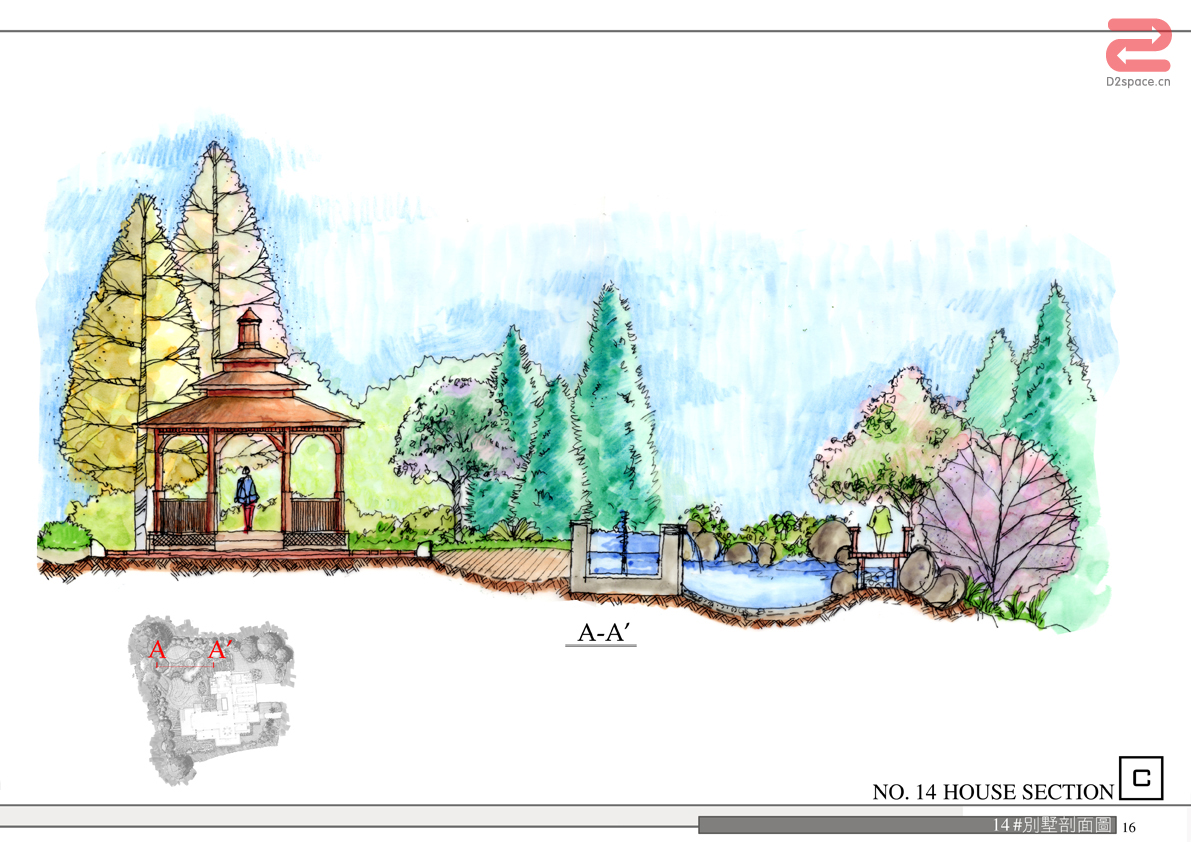 D2space.cn
A-A′
A A′
NO. 14 HOUSE SECTION C
14#別墅剖面圖 16